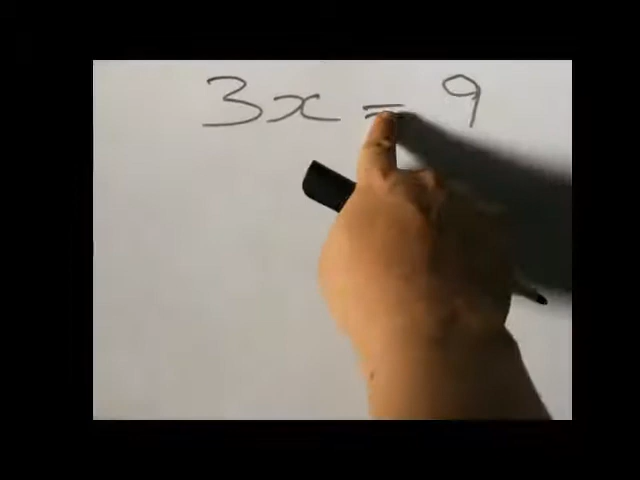 3x = 9